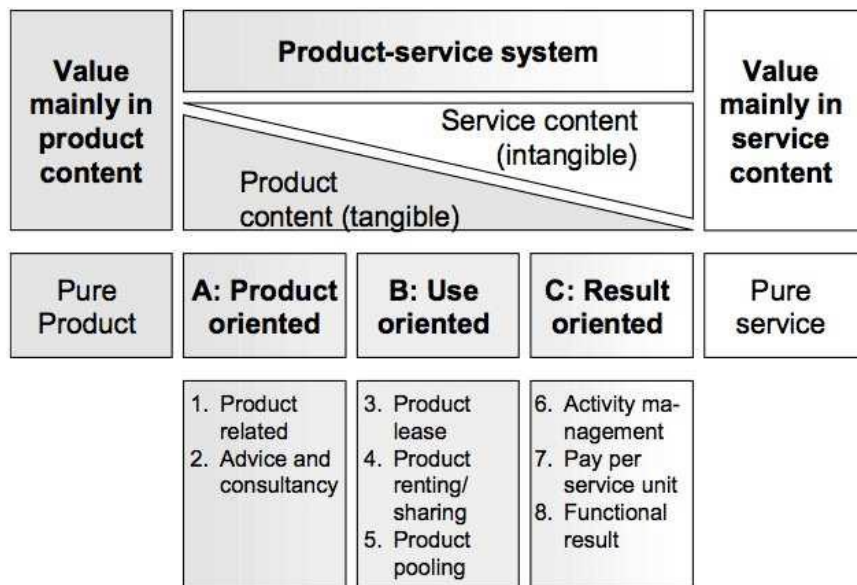 Value
mainly in
product
content
Product-service system
Service content
(intangible)
Product
content (tangible)
Value
mainly in
service
content
Pure
Product
A: Product
oriented
B: Use
oriented
C: Result
oriented
Pure
service
1. Product
related
2. Advice and
consultancy
3. Product
lease
4. Product
renting/
sharing
5. Product
pooling
6. Activity ma-
nagement
7. Pay per
service unit
8. Functional
result